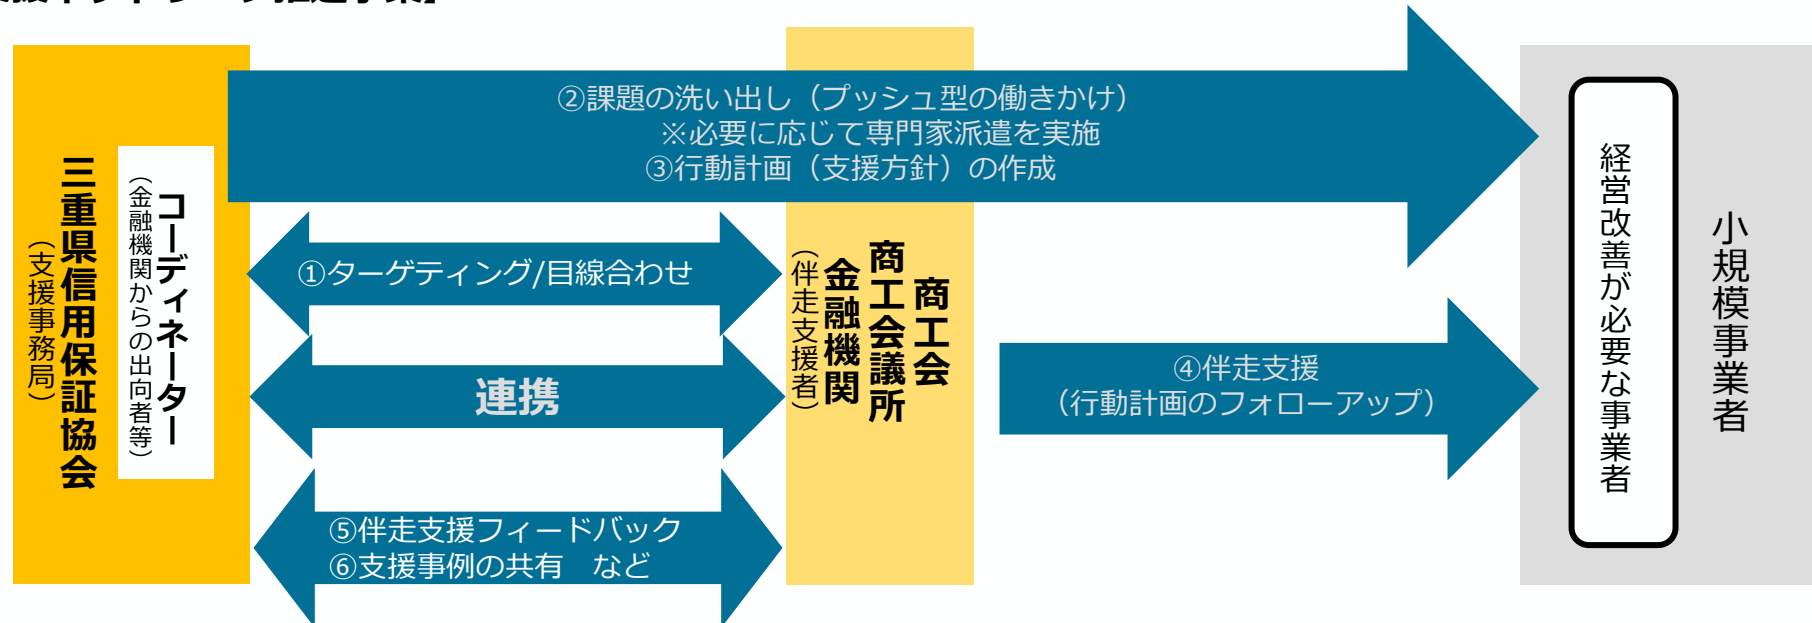 三重県信用保証協会
（支援事務局）
コーディネーター
（金融機関からの出向者等）
②課題の洗い出し（プッシュ型の働きかけ）
※必要に応じて専門家派遣を実施
③行動計画（支援方針）の作成
①ターゲティング/目線合わせ
連携
⑤伴走支援フィードバック
⑥支援事例の共有　など
商工会
商工会議所
金融機関
（伴走支援者）
④伴走支援
（行動計画のフォローアップ）
小規模事業者
経営改善が必要な事業者